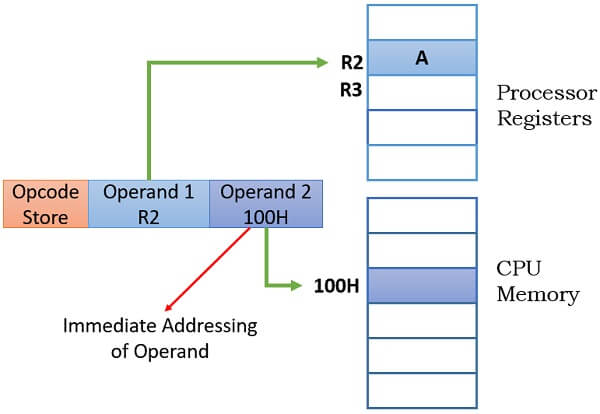 R2
A
R3
Processor
Registers
Opcode
Store
Operand 1
R2
Operand 2
100H
100H
CPU
Memory
Immediate Addressing
of Operand